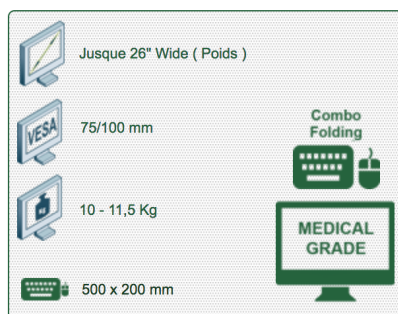 Jusque 26" Wide ( Poids )
VESA
75/100 mm
KG
10 - 11,5 Kg
500 x 200 mm
Combo
Folding
MEDICAL
GRADE